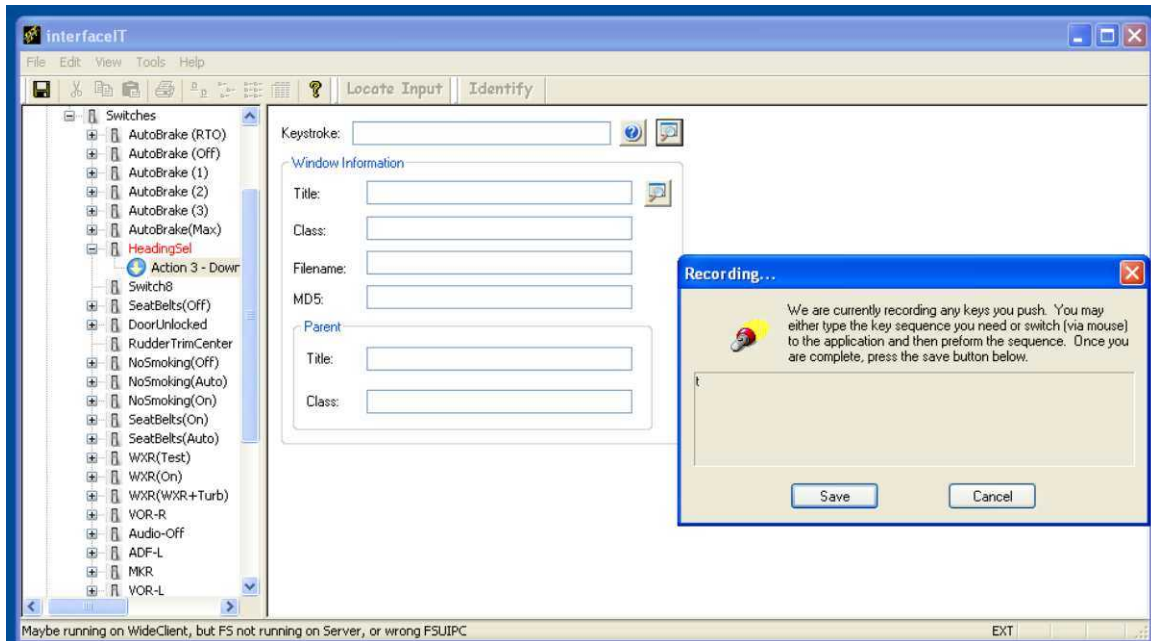 interfaceIT
File Edit View Tools Help
Locate Input Identify
Switches
AutoBrake (RTO)
AutoBrake (Off)
AutoBrake (1)
AutoBrake (2)
AutoBrake (3)
AutoBrake(Max)
HeadingSel
Action 3 - Down
Switch8
SeatBelts(Off)
DoorUnlocked
RudderTrimCenter
NoSmoking(Off)
NoSmoking(Auto)
NoSmoking(On)
SeatBelts(On)
SeatBelts(Auto)
WXR(Test)
WXR(On)
WXR(WXR+Turb)
VOR-R
Audio-Off
ADF-L
MKR
VOR-L
Keystroke:
Window Information
Title:
Class:
Filename:
MD5:
Parent
Title:
Class:
Recording...
We are currently recording any keys you push. You may
either type the key sequence you need or switch (via mouse)
to the application and then preform the sequence. Once you
are complete, press the save button below.
t
Save Cancel
Maybe running on WideClient, but FS not running on Server, or wrong FSUIPC EXT